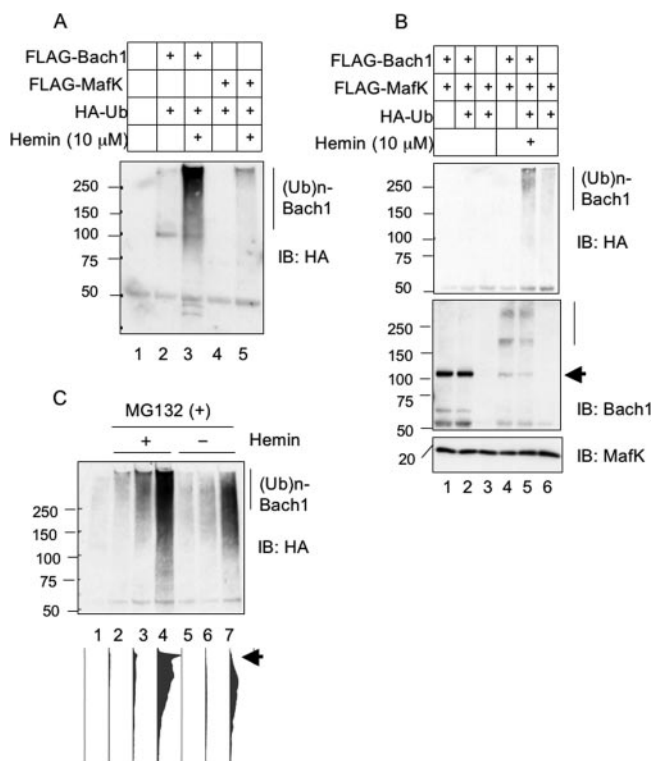 A
FLAG-Bach1 + +
FLAG-MafK + +
HA-Ub + + + +
Hemin (10 μM) + +
250
150
100
75
50
(Ub)n-
Bach1
IB: HA
1 2 3 4 5
B
FLAG-Bach1 + + + +
FLAG-MafK + + + + + +
HA-Ub + + + +
Hemin (10 μM) +
250
150
100
75
50
(Ub)n-
Bach1
IB: HA
250
150
100
75
50
IB: Bach1
20
IB: MafK
1 2 3 4 5 6
C
MG132 (+)
+ − Hemin
250
150
100
75
50
(Ub)n-
Bach1
IB: HA
1 2 3 4 5 6 7